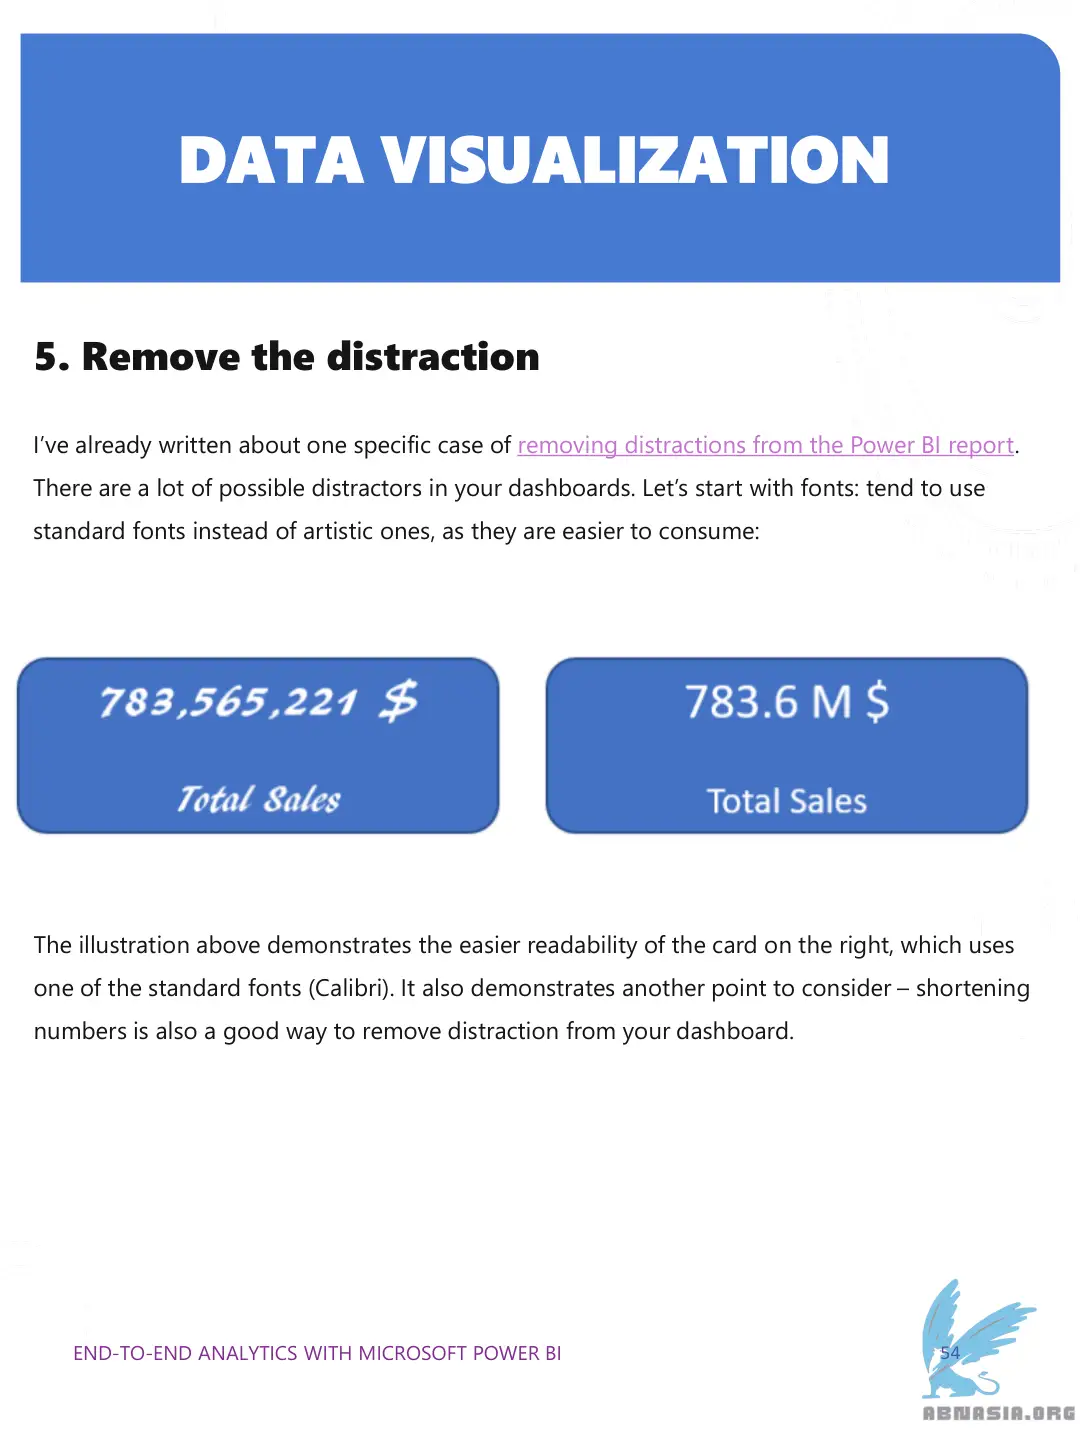 DATA VISUALIZATION
5. Remove the distraction
I’ve already written about one specific case of removing distractions from the Power BI report.
There are a lot of possible distractors in your dashboards. Let’s start with fonts: tend to use
standard fonts instead of artistic ones, as they are easier to consume:
783,565,221 $
Total Sales
783.6 M $
Total Sales
The illustration above demonstrates the easier readability of the card on the right, which uses
one of the standard fonts (Calibri). It also demonstrates another point to consider – shortening
numbers is also a good way to remove distraction from your dashboard.
END-TO-END ANALYTICS WITH MICROSOFT POWER BI
54
ABNASIA.ORG